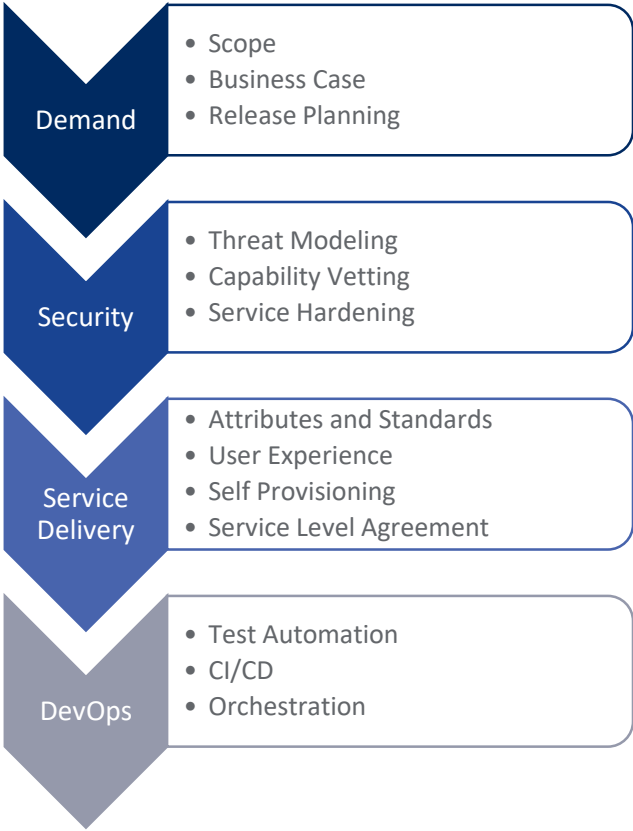 Demand
• Scope
• Business Case
• Release Planning
Security
• Threat Modeling
• Capability Vetting
• Service Hardening
Service
Delivery
• Attributes and Standards
• User Experience
• Self Provisioning
• Service Level Agreement
DevOps
• Test Automation
• CI/CD
• Orchestration